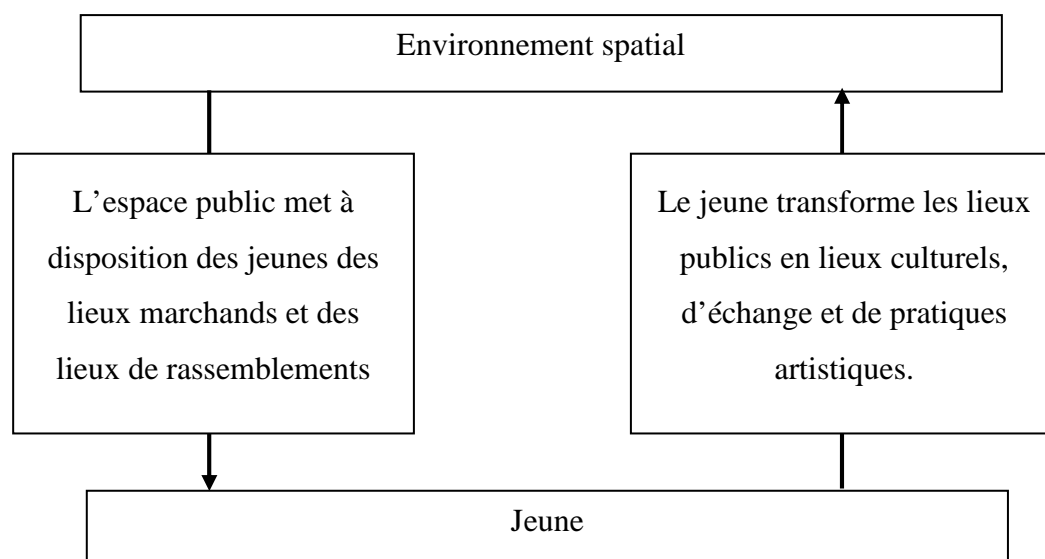 Environnement spatial
L’espace public met à
disposition des jeunes des
lieux marchands et des
lieux de rassemblements
Le jeune transforme les lieux
publics en lieux culturels,
d’échange et de pratiques
artistiques.
Jeune